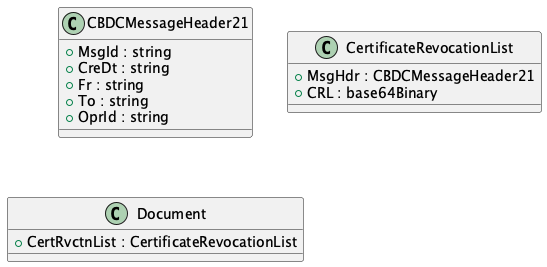 C CBDCMessageHeader21
MsgId : string
CreDt : string
Fr : string
To : string
OprId : string
C CertificateRevocationList
MsgHdr : CBDCMessageHeader21
CRL : base64Binary
C Document
CertRvctnList : CertificateRevocationList